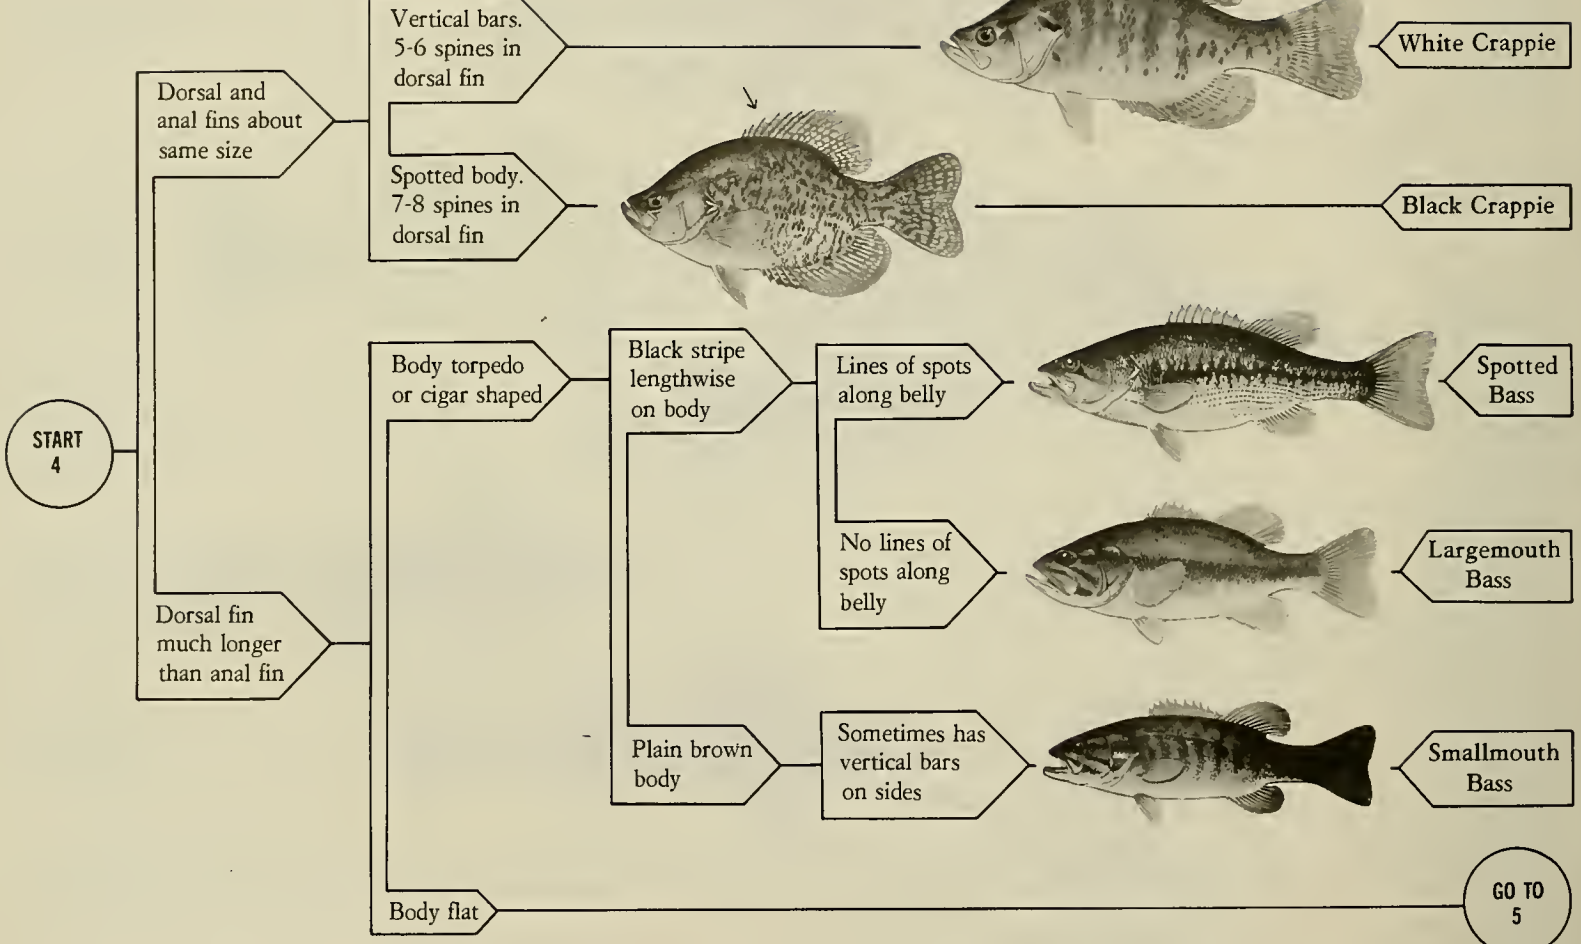 Vertical bars.
5-6 spines in
dorsal fin
White Crappie
Dorsal and
anal fins about
same size
Spotted body.
7-8 spines in
dorsal fin
Black Crappie
START
4
Body torpedo
or cigar shaped
Black stripe
lengthwise
on body
Lines of spots
along belly
Spotted
Bass
No lines of
spots along
belly
Largemouth
Bass
Dorsal fin
much longer
than anal fin
Plain brown
body
Sometimes has
vertical bars
on sides
Smallmouth
Bass
Body flat
GO TO
5